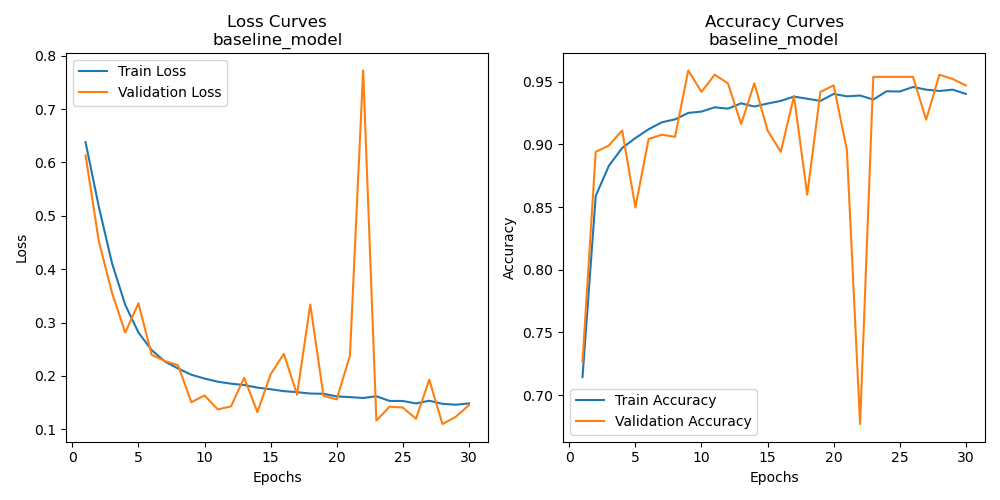 Loss Curves
baseline_model
0.8
0.7
0.6
0.5
0.4
0.3
0.2
0.1
Loss
Train Loss
Validation Loss
0
5
10
15
20
25
30
Epochs
Accuracy Curves
baseline_model
0.95
0.90
0.85
0.80
0.75
0.70
Accuracy
Train Accuracy
Validation Accuracy
0
5
10
15
20
25
30
Epochs